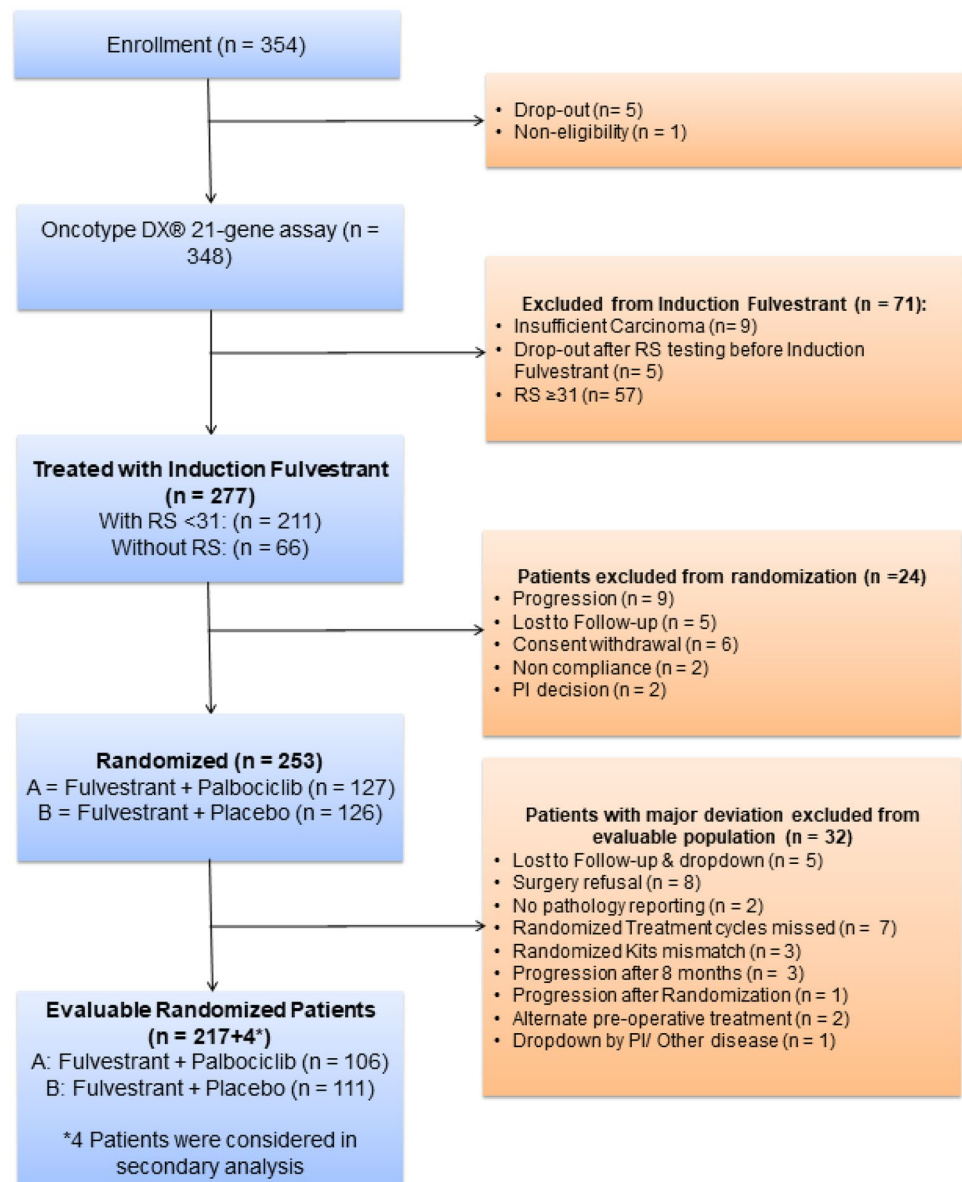 Enrollment (n = 354)
• Drop-out (n= 5)
• Non-eligibility (n = 1)
Oncotype DX® 21-gene assay (n =
348)
Excluded from Induction Fulvestrant (n = 71):
• Insufficient Carcinoma (n= 9)
• Drop-out after RS testing before Induction
Fulvestrant (n= 5)
• RS ≥31 (n= 57)
Treated with Induction Fulvestrant
(n = 277)
With RS <31: (n = 211)
Without RS: (n = 66)
Patients excluded from randomization (n =24)
• Progression (n = 9)
• Lost to Follow-up (n = 5)
• Consent withdrawal (n = 6)
• Non compliance (n = 2)
• PI decision (n = 2)
Randomized (n = 253)
A = Fulvestrant + Palbociclib (n = 127)
B = Fulvestrant + Placebo (n = 126)
Patients with major deviation excluded from
evaluable population (n = 32)
• Lost to Follow-up & dropdown (n = 5)
• Surgery refusal (n = 8)
• No pathology reporting (n = 2)
• Randomized Treatment cycles missed (n = 7)
• Randomized Kits mismatch (n = 3)
• Progression after 8 months (n = 3)
• Progression after Randomization (n = 1)
• Alternate pre-operative treatment (n = 2)
• Dropdown by PI/ Other disease (n = 1)
Evaluable Randomized Patients
(n = 217+4*)
A: Fulvestrant + Palbociclib (n = 106)
B: Fulvestrant + Placebo (n = 111)
*4 Patients were considered in
secondary analysis